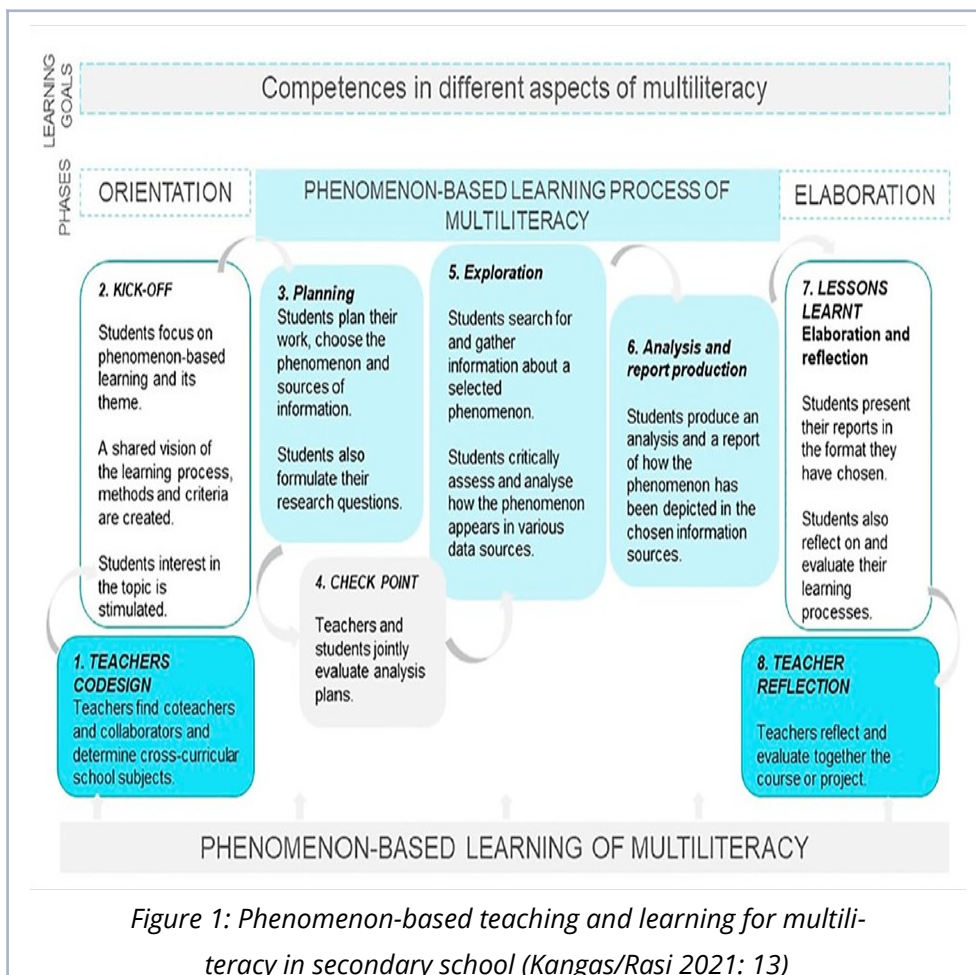 LEARNING
GOALS
Competences in different aspects of multiliteracy
PHASES
ORIENTATION
PHENOMENON-BASED LEARNING PROCESS OF
MULTILITERACY
ELABORATION
2. KICK-OFF
Students focus on
phenomenon-based
learning and its
theme.
A shared vision of
the learning process,
methods and criteria
are created.
Students interest in
the topic is
stimulated.
1. TEACHERS
CODESIGN
Teachers find coteachers
and collaborators and
determine cross-curricular
school subjects.
3. Planning
Students plan their
work, choose the
phenomenon and
sources of
information.
Students also
formulate their
research questions.
4. CHECK POINT
Teachers and
students jointly
evaluate analysis
plans.
5. Exploration
Students search for
and gather
information about a
selected
phenomenon.
Students critically
assess and analyse
how the phenomenon
appears in various
data sources.
6. Analysis and
report production
Students produce an
analysis and a report
of how the
phenomenon has
been depicted in the
chosen information
sources.
7. LESSONS
LEARNT
Elaboration and
reflection
Students present
their reports in
the format they
have chosen.
Students also
reflect on and
evaluate their
learning
processes.
8. TEACHER
REFLECTION
Teachers reflect and
evaluate together the
course or project.
PHENOMENON-BASED LEARNING OF MULTILITERACY
Figure 1: Phenomenon-based teaching and learning for multili-
teracy in secondary school (Kangas/Rasi 2021: 13)